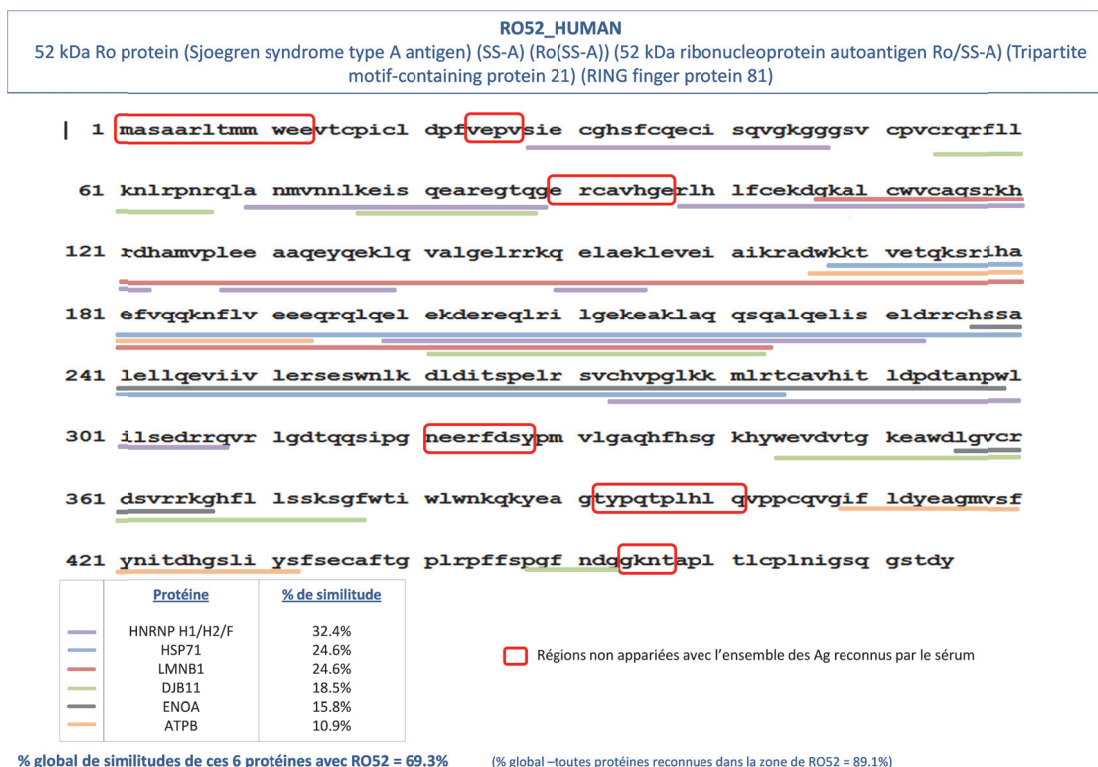 RO52_HUMAN
52 kDa Ro protein (Sjoegren syndrome type A antigen) (SS-A) (Ro(SS-A)) (52 kDa ribonucleoprotein autoantigen Ro/SS-A) (Tripartite
motif-containing protein 21) (RING finger protein 81)
1 masaarltmm weevtcpicl dpfvepvsie cghsfcqeci sqvgkgggsv cpvcrqrfll
61 knlrpnrqla nmvnnlkeis qearegtqge rcavhgerlh lfcekdqkal cwvcaqsrkh
121 rdhamvplee aaqeyqeklq valgelrrkq elaeklevei aikradwkkt vetqksriha
181 efvqqknflv eeeqrqlqel ekdereqlri lgekeaklaq qsqalqelis eldrrchssa
241 lellqeviiv lerseswnlk dlditspelr svchvpglkk mlrtcavhit ldpdtanpwl
301 ilsedrrqvr lgdtqqsipg neerfdsypm vlgaqhfhsg khywevdvtg keawdlgvcr
361 dsvrrkghfl lssksgfwti wlwnkqkyea gtypqtplhl qvppcqvgif ldyeagmvsf
421 ynitdhgsli ysfsecaftg plrpffspgf ndggkntapl tlcplnigsq gstdy
Protéine % de similitude
HNRNP H1/H2/F 32.4%
HSP71 24.6%
LMNB1 24.6%
DJB11 18.5%
ENOA 15.8%
ATPB 10.9%
Régions non appariées avec l'ensemble des Ag reconnus par le sérum
% global de similitudes de ces 6 protéines avec RO52 = 69.3% (% global –toutes protéines reconnues dans la zone de RO52 = 89.1%)